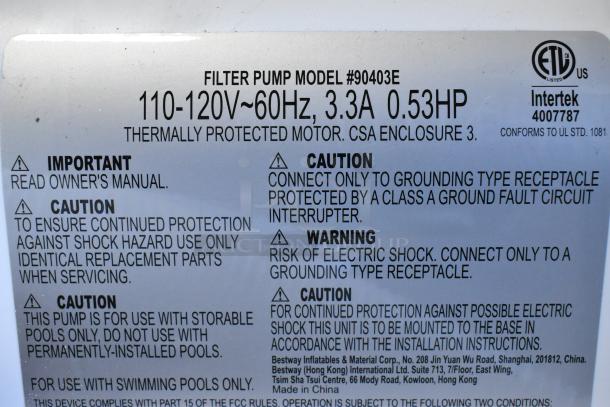 FILTER PUMP MODEL #90403E
110-120V~60Hz, 3.3A 0.53HP
THERMALLY PROTECTED MOTOR. CSA ENCLOSURE 3.
ETL
LISTED
US
Intertek
4007787
CONFORMS TO UL STD. 1081
IMPORTANT
READ OWNER'S MANUAL.
CAUTION
TO ENSURE CONTINUED PROTECTION
AGAINST SHOCK HAZARD USE ONLY
IDENTICAL REPLACEMENT PARTS
WHEN SERVICING.
CAUTION
THIS PUMP IS FOR USE WITH STORABLE
POOLS ONLY, DO NOT USE WITH
PERMANENTLY-INSTALLED POOLS.
FOR USE WITH SWIMMING POOLS ONLY.
CAUTION
CONNECT ONLY TO GROUNDING TYPE RECEPTACLE
PROTECTED BY A CLASS A GROUND FAULT CIRCUIT
INTERRUPTER.
WARNING
RISK OF ELECTRIC SHOCK. CONNECT ONLY TO A
GROUNDING TYPE RECEPTACLE.
CAUTION
FOR CONTINUED PROTECTION AGAINST POSSIBLE ELECTRIC
SHOCK THIS UNIT IS TO BE MOUNTED TO THE BASE IN
ACCORDANCE WITH THE INSTALLATION INSTRUCTIONS.
Bestway Inflatables & Material Corp., No. 208 Jin Yuan Wu Road, Shanghai, 201812, China.
Bestway (Hong Kong) International Ltd. Suite 713, 7/Floor, East Wing,
Tsim Sha Tsui Centre, 66 Mody Road, Kowloon, Hong Kong
Made in China
THIS DEVICE COMPLIES WITH PART 15 OF THE FCC RULES. OPERATION IS SUBJECT TO THE FOLLOWING TWO CONDITIONS: